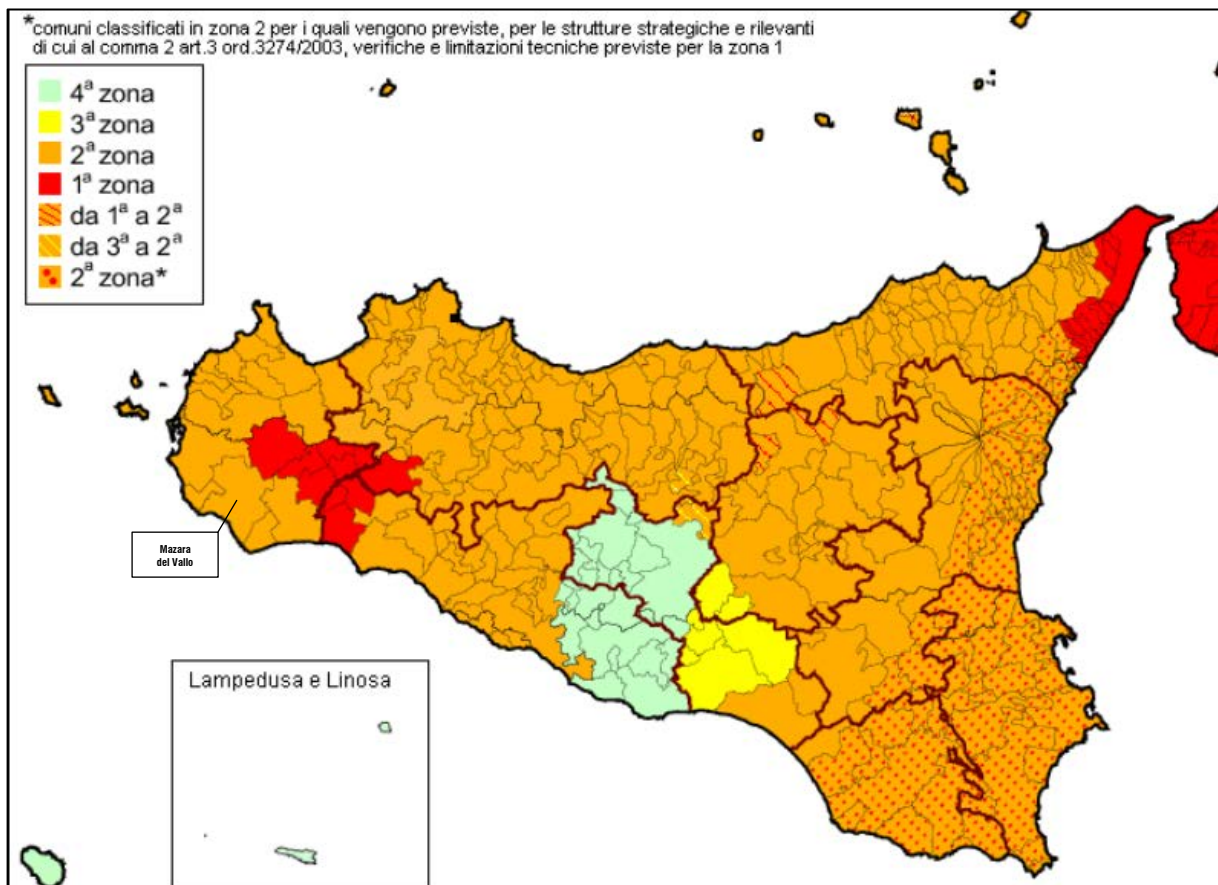 *comuni classificati in zona 2 per i quali vengono previste, per le strutture strategiche e rilevanti
di cui al comma 2 art.3 ord.3274/2003, verifiche e limitazioni tecniche previste per la zona 1
4ª zona
3ª zona
2ª zona
1ª zona
da 1ª a 2ª
da 3ª a 2ª
2ª zona*
Mazara
del Vallo
Lampedusa e Linosa